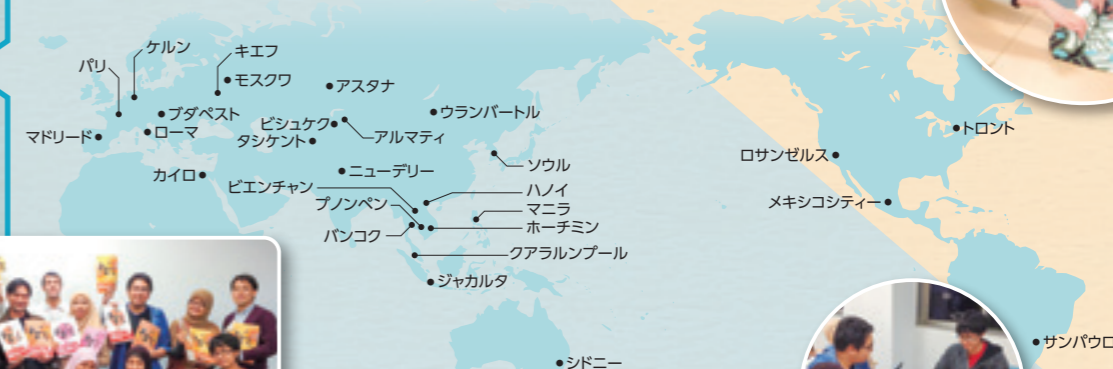 ケルン
キエフ
パリ
モスクワ
アスタナ
ブダペスト
ウランバートル
ビシュケク
マドリード
ローマ
アルマティ
タシケント
トロント
ロサンゼルス
ソウル
カイロ
ニューデリー
ビエンチャン
ハノイ
プノンペン
マニラ
メキシコシティー
ホーチミン
バンコク
クアラルンプール
ジャカルタ
サンパウロ
シドニー